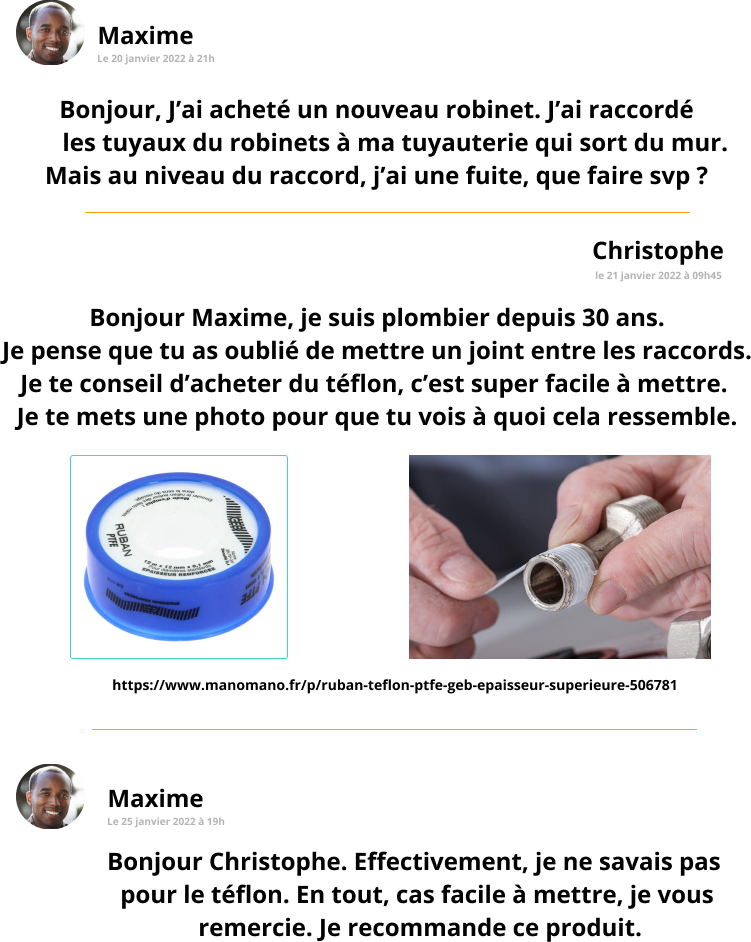 Maxime
Le 20 janvier 2022 à 21h
Bonjour, J’ai acheté un nouveau robinet. J’ai raccordé
les tuyaux du robinets à ma tuyauterie qui sort du mur.
Mais au niveau du raccord, j’ai une fuite, que faire svp ?
Christophe
le 21 janvier 2022 à 09h45
Bonjour Maxime, je suis plombier depuis 30 ans.
Je pense que tu as oublié de mettre un joint entre les raccords.
Je te conseil d’acheter du téflon, c’est super facile à mettre.
Je te mets une photo pour que tu vois à quoi cela ressemble.
Mode d'emploi
RUBAN
PTFE
EPAISSEUR RENFORCEE
PTFE
https://www.manomano.fr/p/ruban-teflon-ptfe-geb-epaisseur-superieure-506781
Maxime
Le 25 janvier 2022 à 19h
Bonjour Christophe. Effectivement, je ne savais pas
pour le téflon. En tout, cas facile à mettre, je vous
remercie. Je recommande ce produit.